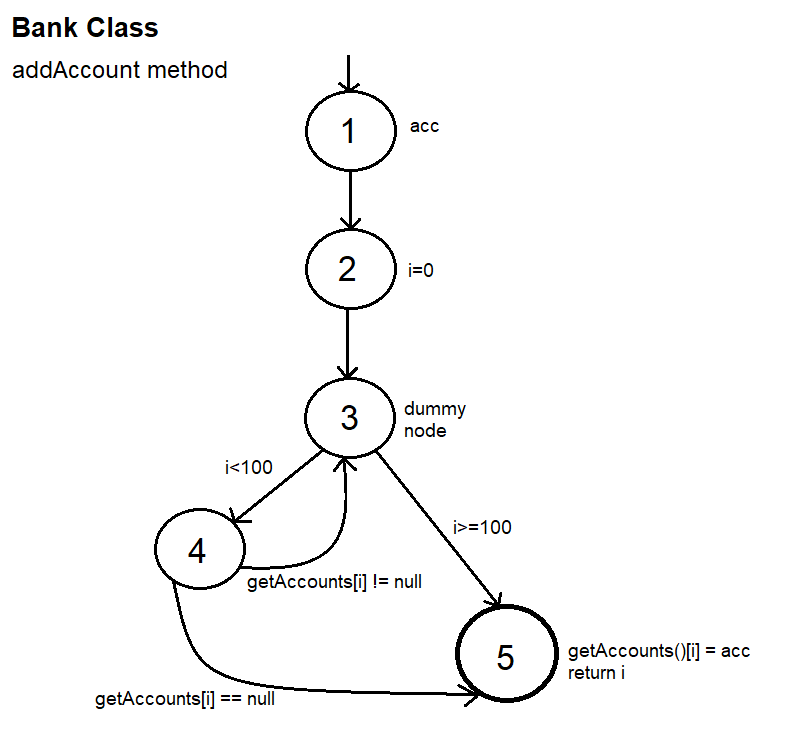 Bank Class
addAccount method
1
acc
2
i=0
3
dummy
node
i<100
i>=100
4
getAccounts[i] != null
5
getAccounts()[i] = acc
return i
getAccounts[i] == null